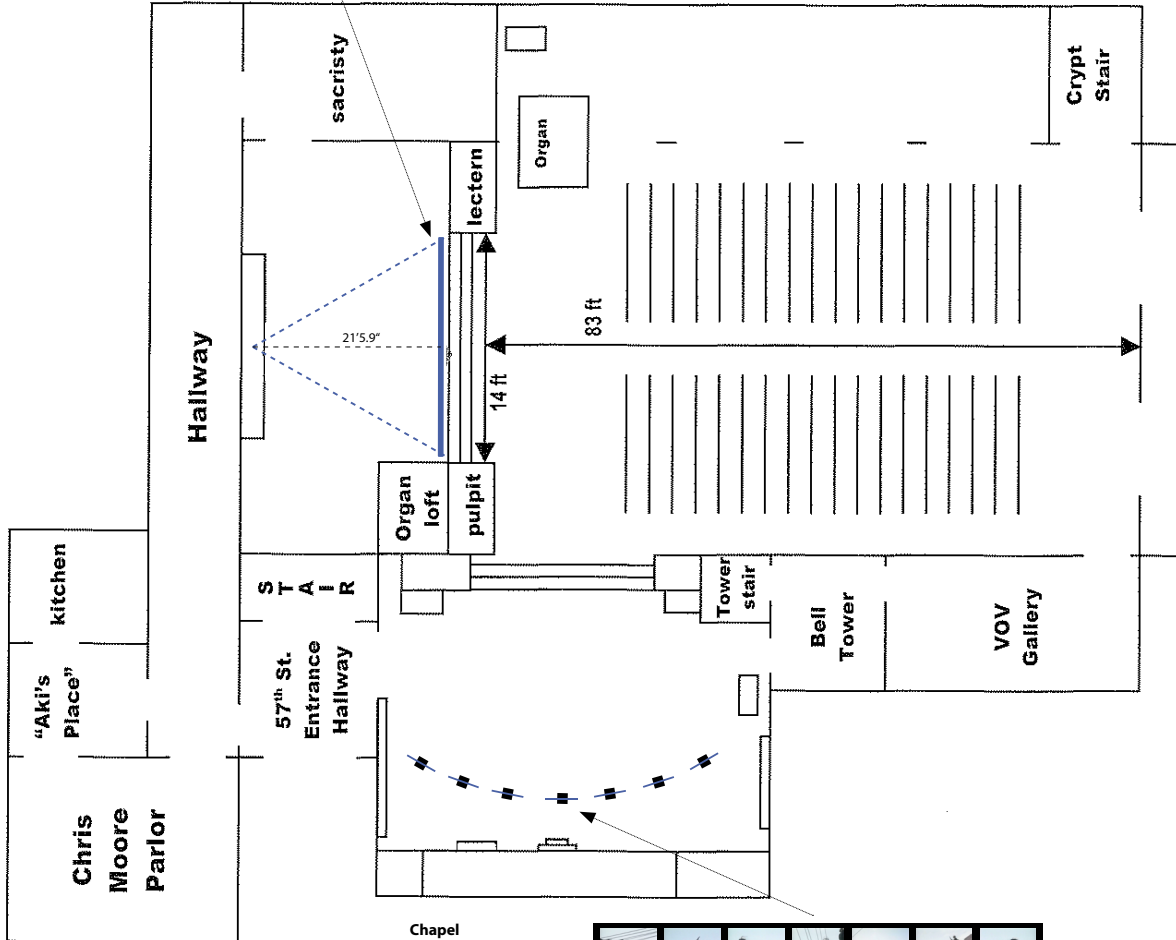 sacristy
Crypt
Stair
Organ
lectern
Hallway
21'5.9"
83 ft
14 ft
Organ
loft
pulpit
kitchen
STAIR
Tower
stair
"Aki's
Place"
57th St.
Entrance
Hallway
Bell
Tower
VOV
Gallery
Chris
Moore
Parlor
Chapel